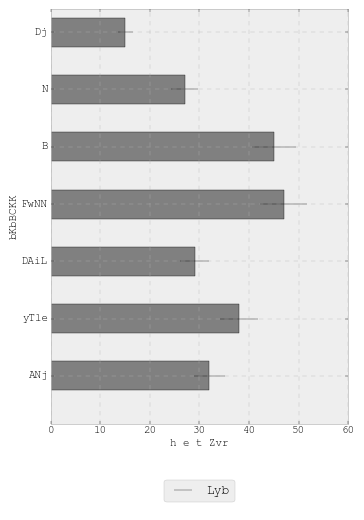 Dj
N
B
FwNN
DAiL
yTle
ANj
bKbBCKK
0 10 20 30 40 50 60
h e t Zvr
Lyb